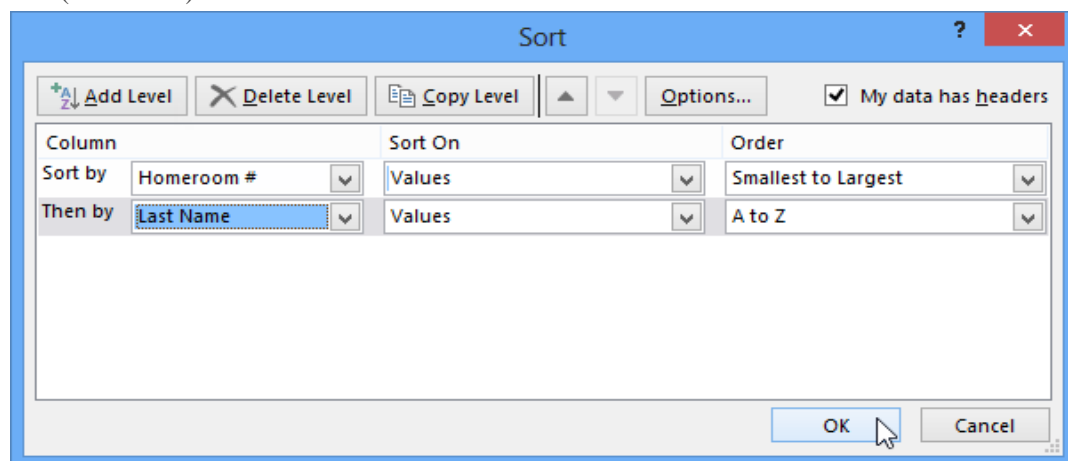 Sort
? ×
Add Level Delete Level Copy Level Options... My data has headers
Column Sort On Order
Sort by Homeroom # Values Smallest to Largest
Then by Last Name Values A to Z
OK Cancel